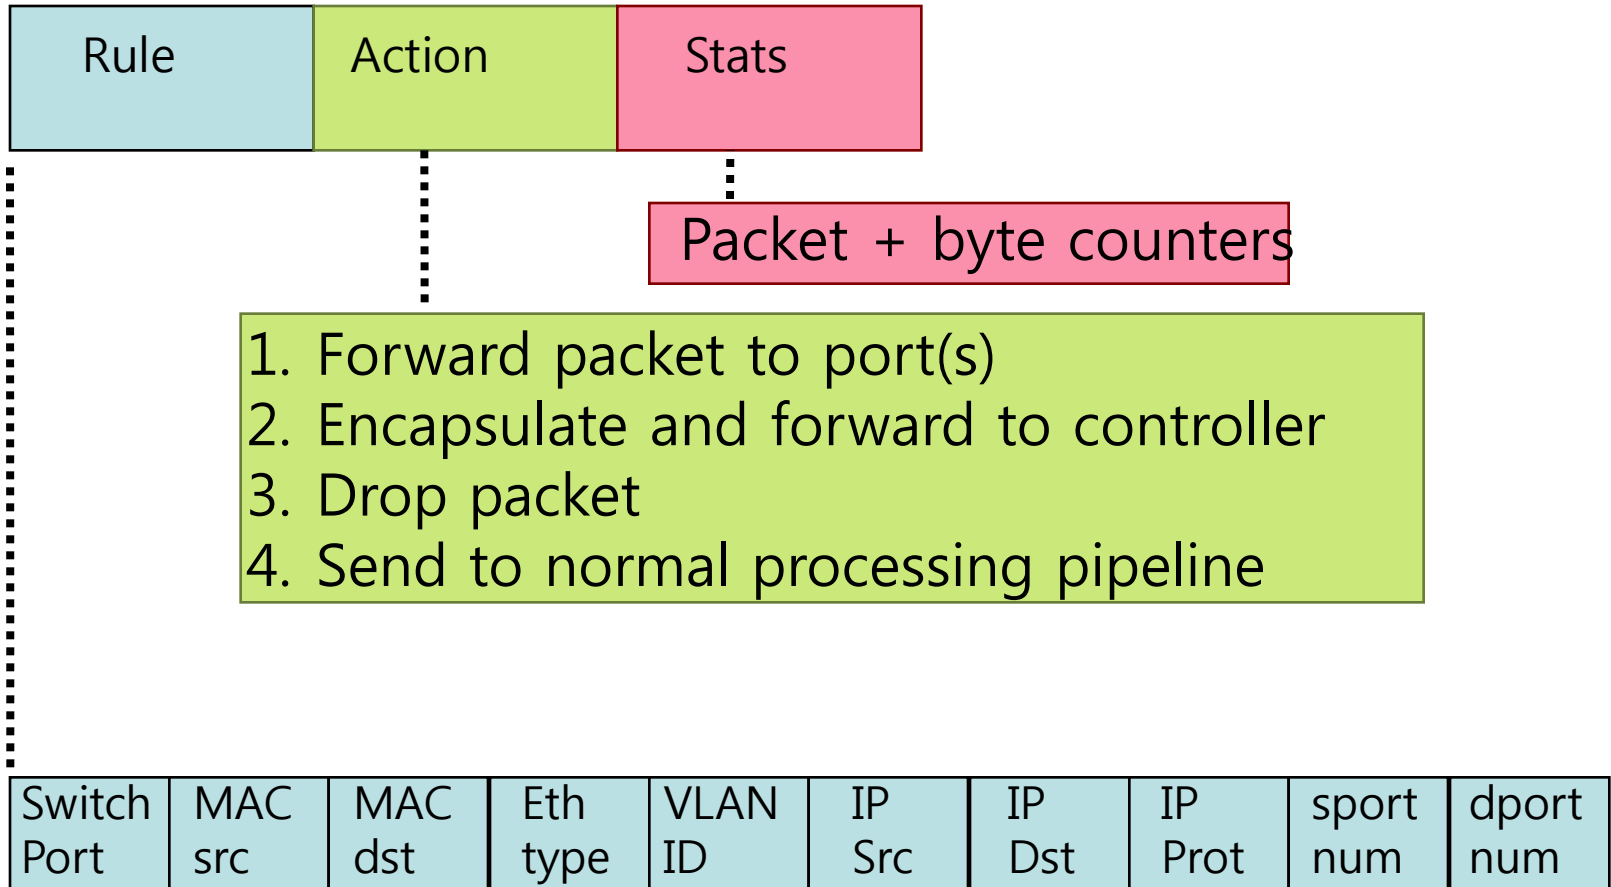 Rule Action Stats
Packet + byte counters
1. Forward packet to port(s)
2. Encapsulate and forward to controller
3. Drop packet
4. Send to normal processing pipeline
Switch MAC MAC Eth VLAN IP IP IP sport dport
Port src dst type ID Src Dst Prot num num